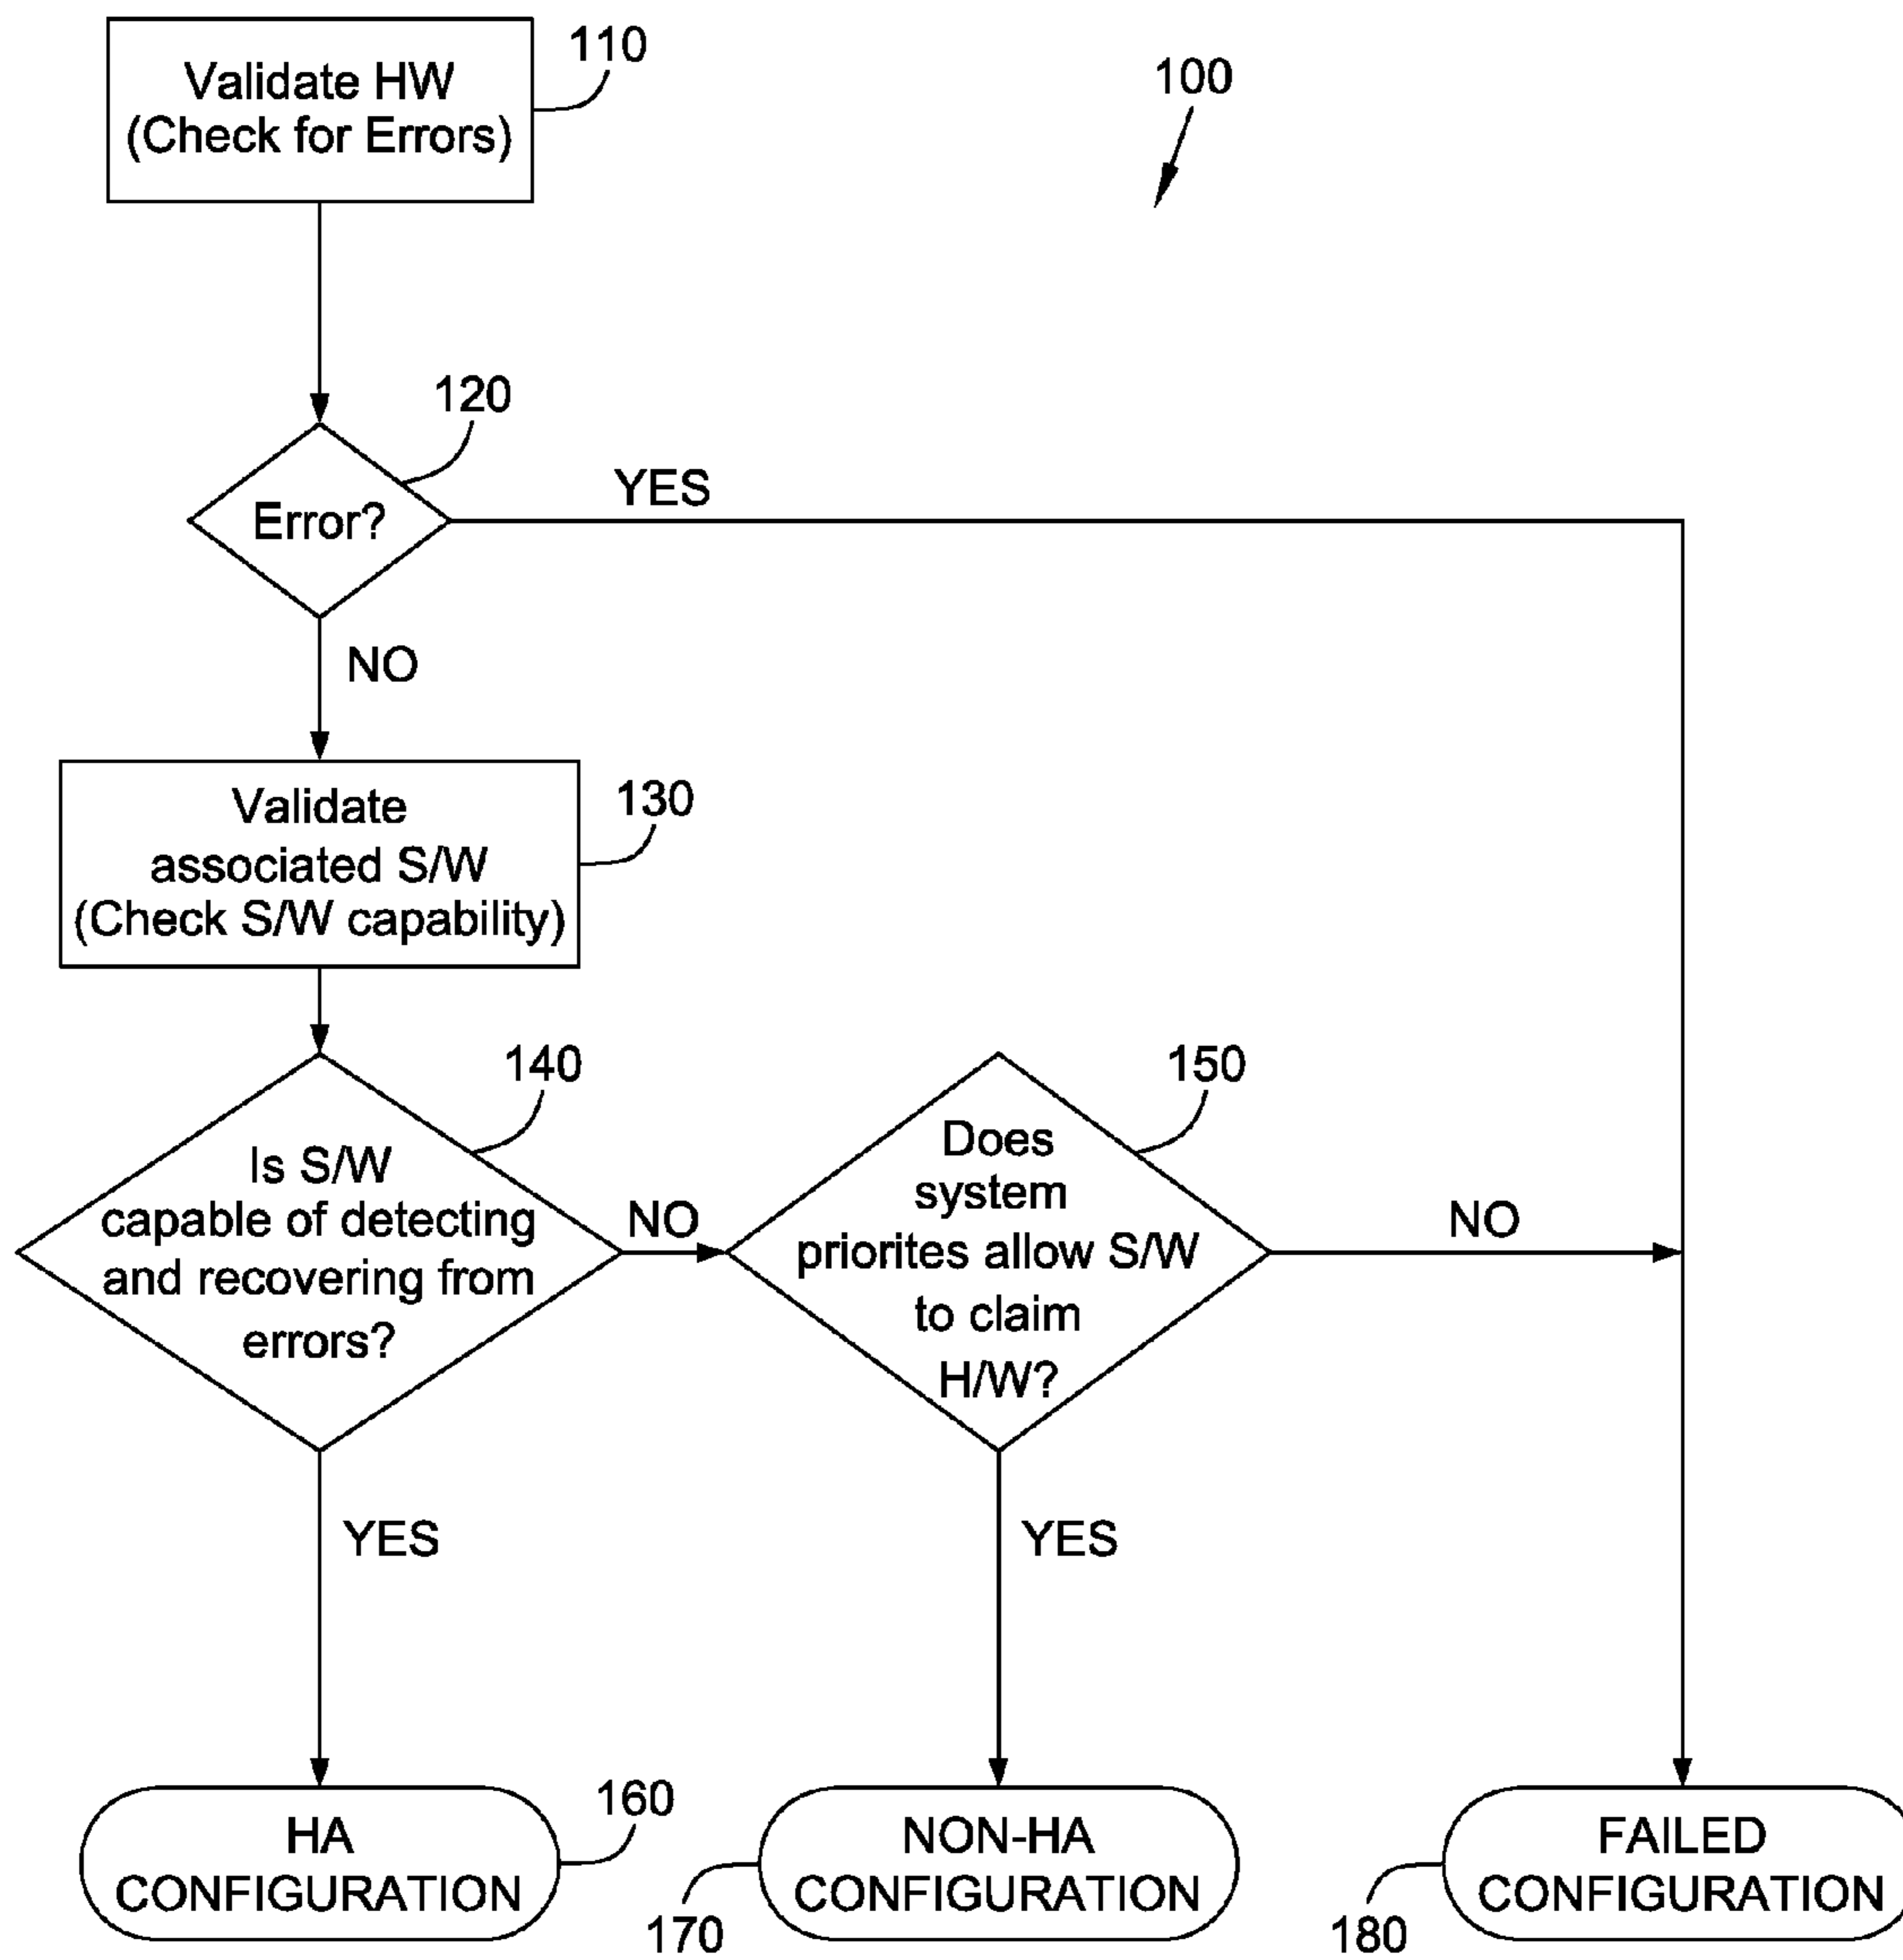 110
Validate HW
(Check for Errors)
100
120
Error?
YES
NO
130
Validate
associated S/W
(Check S/W capability)
140
Is S/W
capable of detecting
and recovering from
errors?
NO
150
Does
system
priorites allow S/W
to claim
H/W?
NO
YES
YES
160
HA
CONFIGURATION
170
NON-HA
CONFIGURATION
180
FAILED
CONFIGURATION